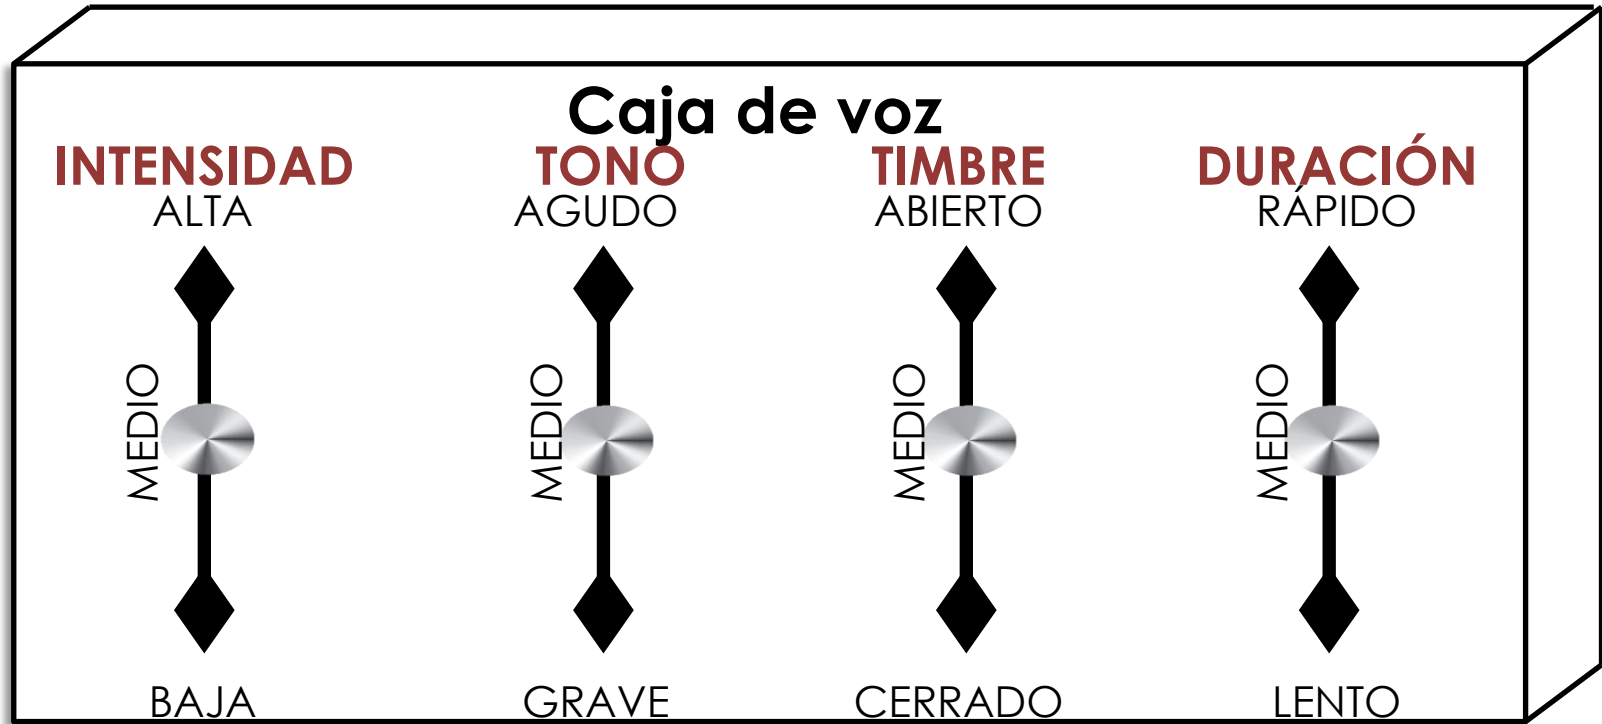 Caja de voz
INTENSIDAD TONO TIMBRE DURACIÓN
ALTA AGUDO ABIERTO RÁPIDO
MEDIO MEDIO MEDIO MEDIO
BAJA GRAVE CERRADO LENTO